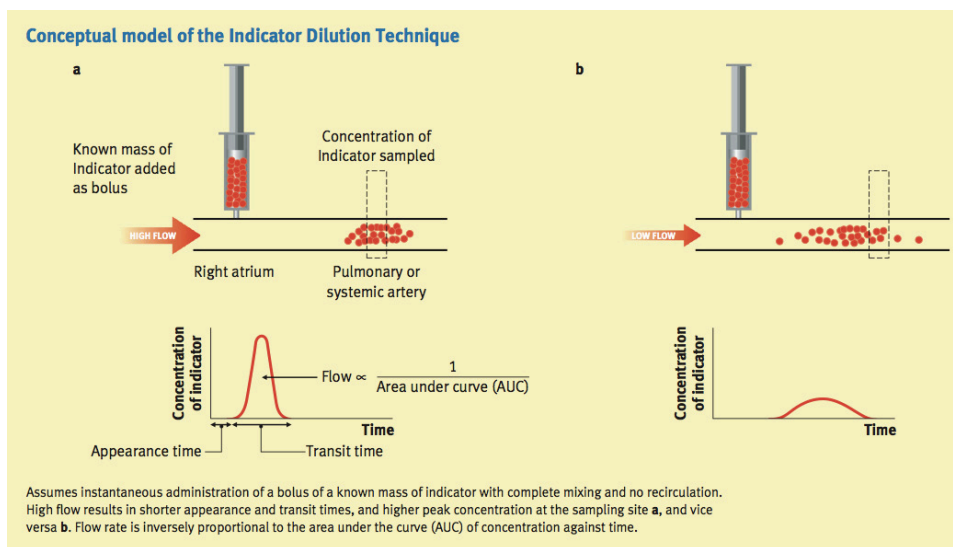 Conceptual model of the Indicator Dilution Technique
a
Known mass of
Indicator added
as bolus
Concentration of
Indicator sampled
HIGH FLOW
Right atrium
Pulmonary or
systemic artery
Concentration
of indicator
Flow ∝ 1
Area under curve (AUC)
Time
Appearance time
Transit time
b
LOW FLOW
Concentration
of indicator
Time
Assumes instantaneous administration of a bolus of a known mass of indicator with complete mixing and no recirculation.
High flow results in shorter appearance and transit times, and higher peak concentration at the sampling site a, and vice
versa b. Flow rate is inversely proportional to the area under the curve (AUC) of concentration against time.